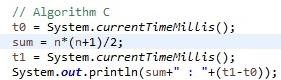 // Algorithm C
t0 = System.currentTimeMillis();
sum = n*(n+1)/2;
t1 = System.currentTimeMillis();
System.out.println(sum+" : "+(t1-t0));